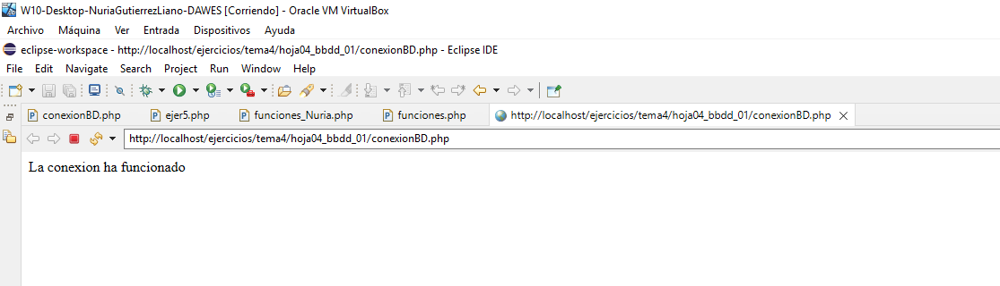 W10-Desktop-NuriaGutierrezLiano-DAWES [Corriendo] - Oracle VM VirtualBox
Archivo Máquina Ver Entrada Dispositivos Ayuda
eclipse-workspace - http://localhost/ejercicios/tema4/hoja04_bbdd_01/conexionBD.php - Eclipse IDE
File Edit Navigate Search Project Run Window Help
conexionBD.php ejer5.php funciones_Nuria.php funciones.php http://localhost/ejercicios/tema4/hoja04_bbdd_01/conexionBD.php
http://localhost/ejercicios/tema4/hoja04_bbdd_01/conexionBD.php
La conexion ha funcionado